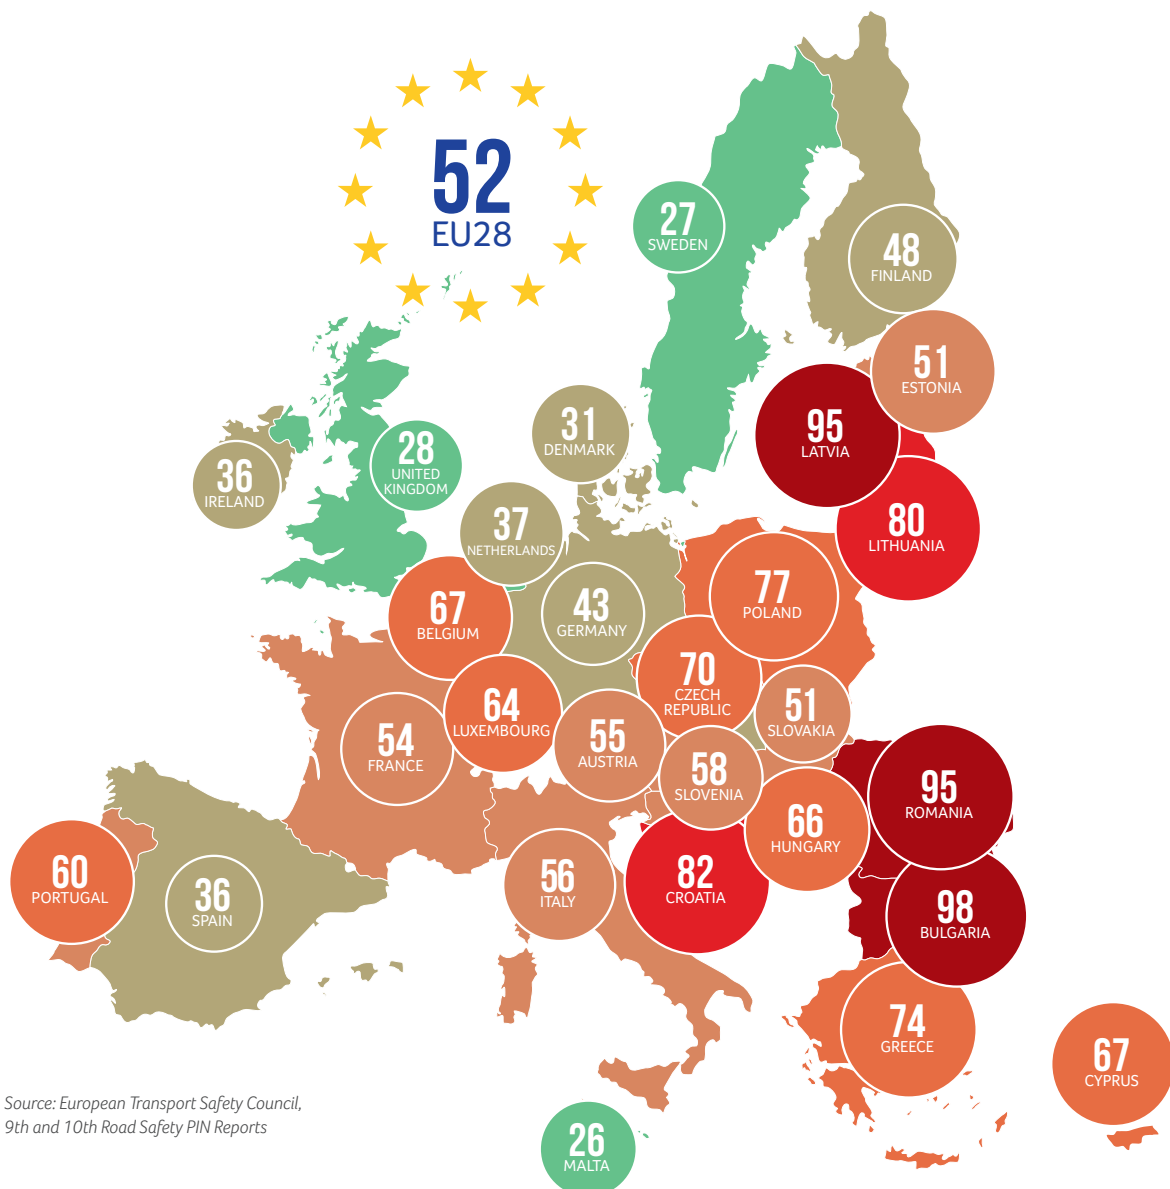 52
EU28
27
SWEDEN
48
FINLAND
51
ESTONIA
95
LATVIA
31
DENMARK
28
UNITED
KINGDOM
36
IRELAND
80
LITHUANIA
37
NETHERLANDS
77
POLAND
67
BELGIUM
43
GERMANY
70
CZECH
REPUBLIC
64
LUXEMBOURG
51
SLOVAKIA
54
FRANCE
55
AUSTRIA
58
SLOVENIA
95
ROMANIA
66
HUNGARY
60
PORTUGAL
36
SPAIN
56
ITALY
82
CROATIA
98
BULGARIA
74
GREECE
67
CYPRUS
Source: European Transport Safety Council,
9th and 10th Road Safety PIN Reports
26
MALTA